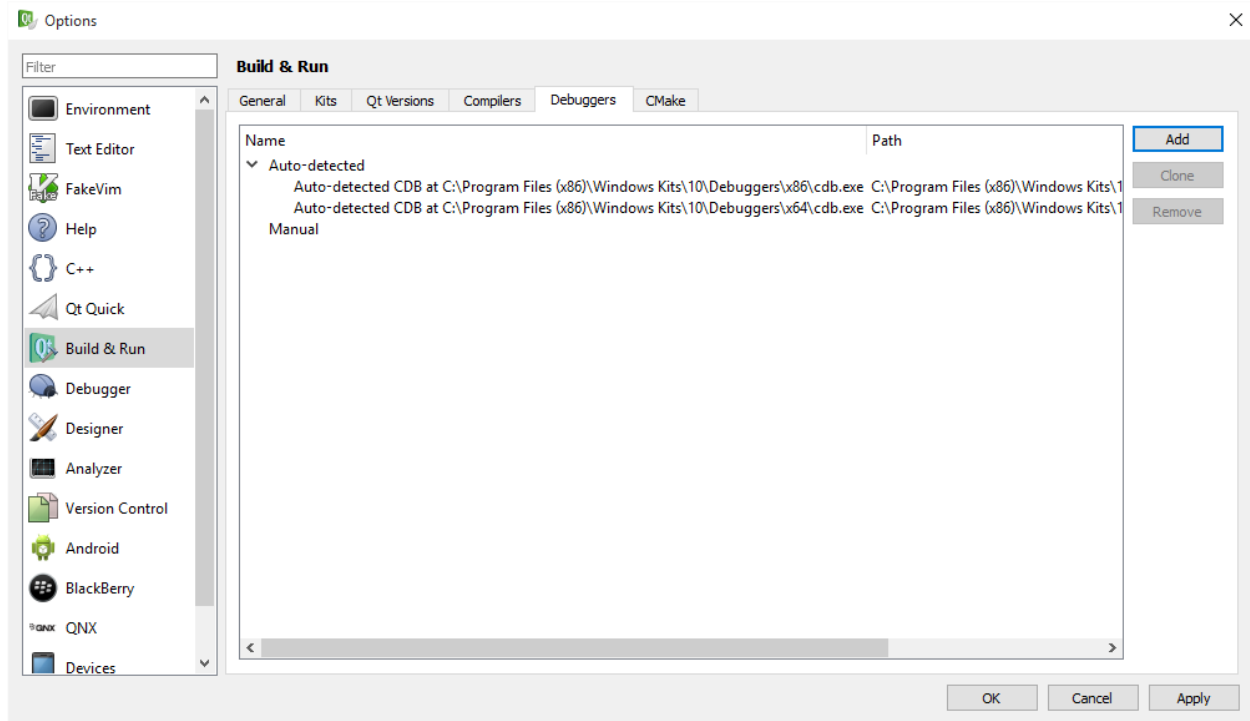 Options
Filter
Build & Run
General Kits Qt Versions Compilers Debuggers CMake
Environment
Text Editor
FakeVim
Help
C++
Qt Quick
Build & Run
Debugger
Designer
Analyzer
Version Control
Android
BlackBerry
QNX
Devices
Name Path
Auto-detected
Auto-detected CDB at C:\Program Files (x86)\Windows Kits\10\Debuggers\x86\cdb.exe C:\Program Files (x86)\Windows Kits\1
Auto-detected CDB at C:\Program Files (x86)\Windows Kits\10\Debuggers\x64\cdb.exe C:\Program Files (x86)\Windows Kits\1
Manual
Add
Clone
Remove
OK Cancel Apply